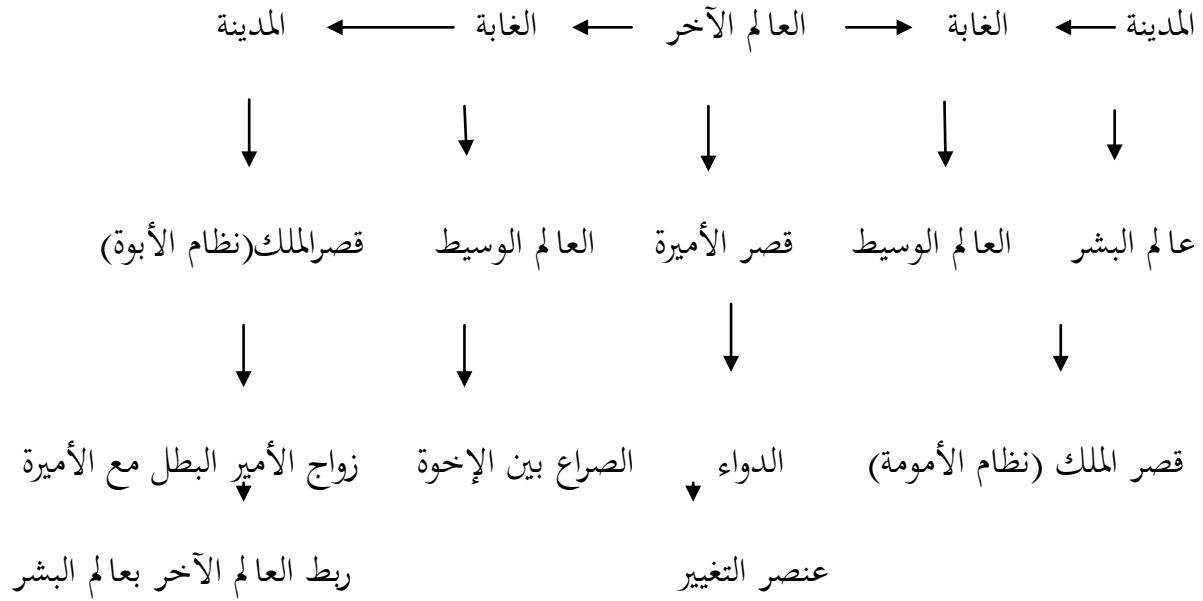 المدينة الغابة العالم الآخر الغابة المدينة
عالم البشر العالم الوسيط قصر الأميرة العالم الوسيط قصرالملك(نظام الأبوة)
قصر الملك (نظام الأمومة) الدواء الصراع بين الإخوة زواج الأمير البطل مع الأميرة
عنصر التغيير ربط العالم الآخر بعالم البشر